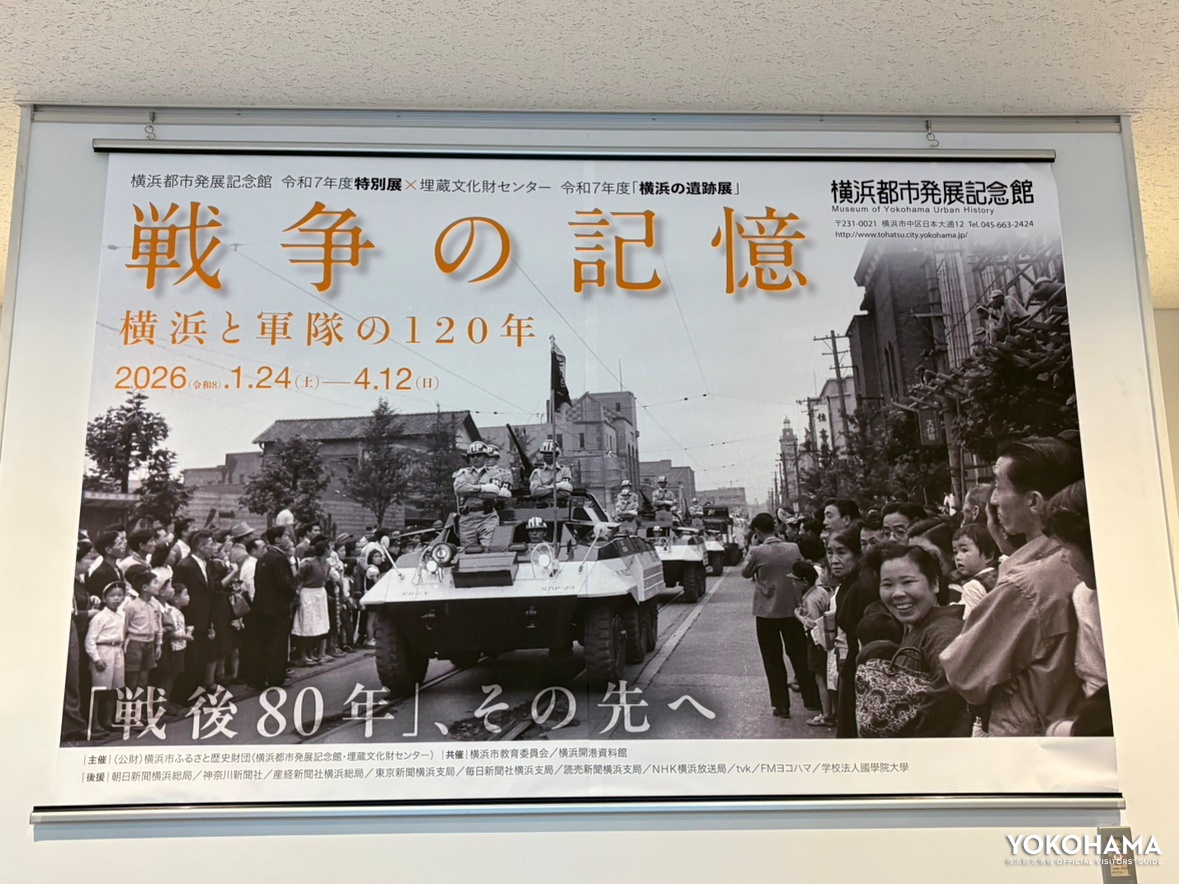 横浜都市発展記念館 令和7年度特別展×埋蔵文化財センター 令和7年度「横浜の遺跡展」
横浜都市発展記念館
Museum of Yokohama Urban History
〒231-0021 横浜市中区日本大通12 Tel.045-663-2424
http://www.tohatsu.city.yokohama.jp/
戦争の記憶
横浜と軍隊の120年
2026(令和8).1.24(土)—4.12(日)
MP
MP
MP
「戦後80年」、その先へ
|主催|(公財)横浜市ふるさと歴史財団(横浜都市発展記念館・埋蔵文化財センター) |共催|横浜市教育委員会/横浜開港資料館
|後援|朝日新聞横浜総局/神奈川新聞社/産経新聞社横浜総局/東京新聞横浜支局/毎日新聞社横浜支局/読売新聞横浜支局/NHK横浜放送局/tvk/FMヨコハマ/学校法人國學院大學
YOKOHAMA
横浜観光情報 OFFICIAL VISITORS' GUIDE